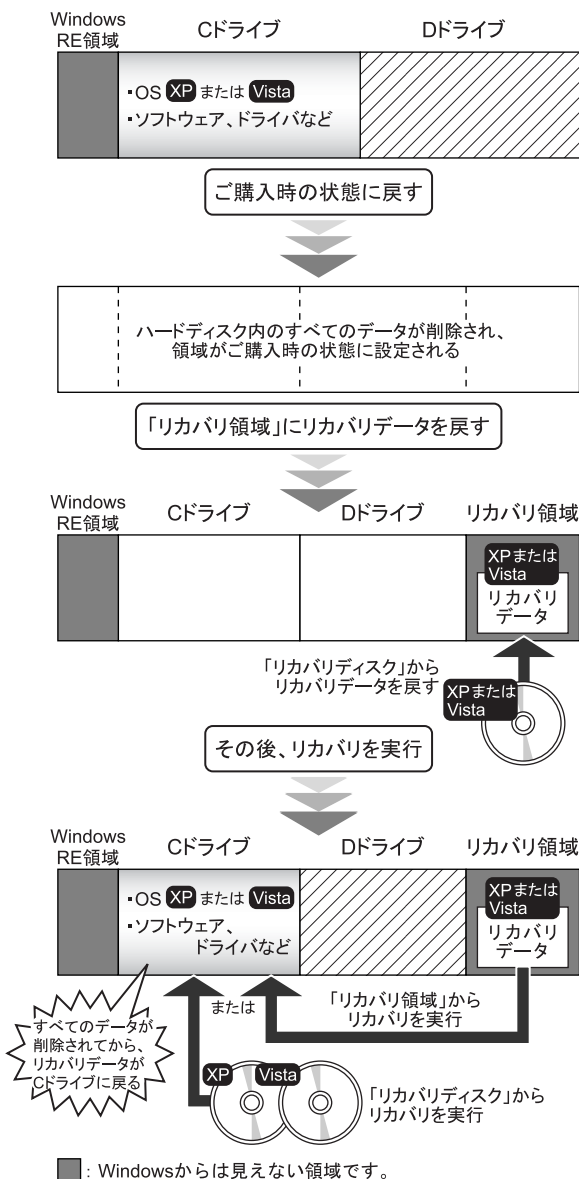 Windows
RE領域
Cドライブ
Dドライブ
・OS XP または Vista
・ソフトウェア、ドライバなど
ご購入時の状態に戻す
ハードディスク内のすべてのデータが削除され、
領域がご購入時の状態に設定される
「リカバリ領域」にリカバリデータを戻す
Windows
RE領域
Cドライブ
Dドライブ
リカバリ領域
XPまたは
Vista
リカバリ
データ
「リカバリディスク」から
リカバリデータを戻す
XPまたは
Vista
その後、リカバリを実行
Windows
RE領域
Cドライブ
Dドライブ
リカバリ領域
・OS XP または Vista
・ソフトウェア、
ドライバなど
XPまたは
Vista
リカバリ
データ
または
「リカバリ領域」から
リカバリを実行
すべてのデータが
削除されてから、
リカバリデータが
Cドライブに戻る
XP
Vista
「リカバリディスク」から
リカバリを実行
：Windowsからは見えない領域です。